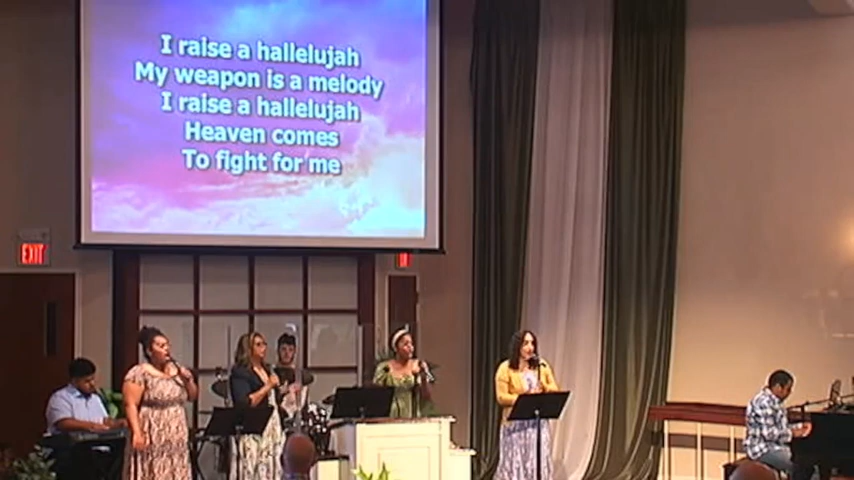 I raise a hallelujah
My weapon is a melody
I raise a hallelujah
Heaven comes
To fight for me
EXIT